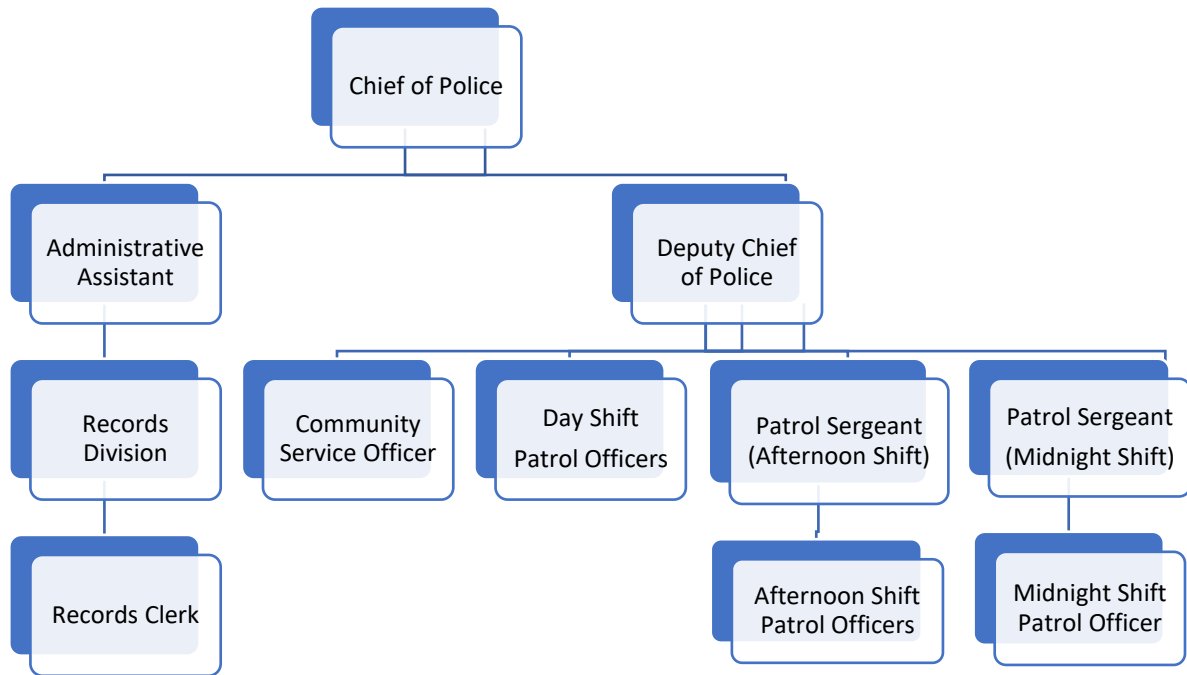 Chief of Police
Administrative
Assistant
Deputy Chief
of Police
Records
Division
Community
Service Officer
Day Shift
Patrol Officers
Patrol Sergeant
(Afternoon Shift)
Patrol Sergeant
(Midnight Shift)
Records Clerk
Afternoon Shift
Patrol Officers
Midnight Shift
Patrol Officer